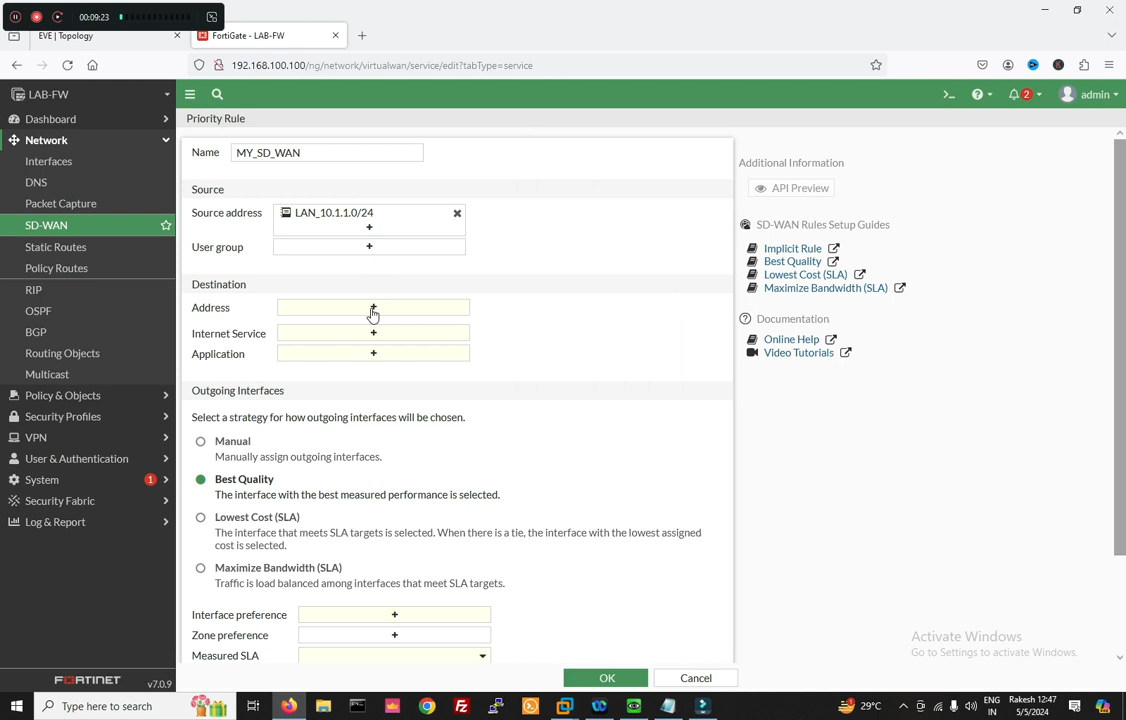 00:09:23
EVE | Topology
FortiGate - LAB-FW
192.168.100.100/ng/network/virtualwan/service/edit?tabType=service
LAB-FW
2
admin
Dashboard
Network
Interfaces
DNS
Packet Capture
SD-WAN
Static Routes
Policy Routes
RIP
OSPF
BGP
Routing Objects
Multicast
Policy & Objects
Security Profiles
VPN
User & Authentication
System
1
Security Fabric
Log & Report
FORTINET
v7.0.9
Priority Rule
Name
MY_SD_WAN
Source
Source address
LAN_10.1.1.0/24
+
User group
+
Destination
Address
+
Internet Service
+
Application
+
Outgoing Interfaces
Select a strategy for how outgoing interfaces will be chosen.
Manual
Manually assign outgoing interfaces.
Best Quality
The interface with the best measured performance is selected.
Lowest Cost (SLA)
The interface that meets SLA targets is selected. When there is a tie, the interface with the lowest assigned
cost is selected.
Maximize Bandwidth (SLA)
Traffic is load balanced among interfaces that meet SLA targets.
Interface preference
+
Zone preference
+
Measured SLA
OK
Cancel
Additional Information
API Preview
SD-WAN Rules Setup Guides
Implicit Rule
Best Quality
Lowest Cost (SLA)
Maximize Bandwidth (SLA)
Documentation
Online Help
Video Tutorials
Activate Windows
Go to Settings to activate Windows.
Type here to search
29°C
ENG
IN
Rakesh 12:47
5/5/2024